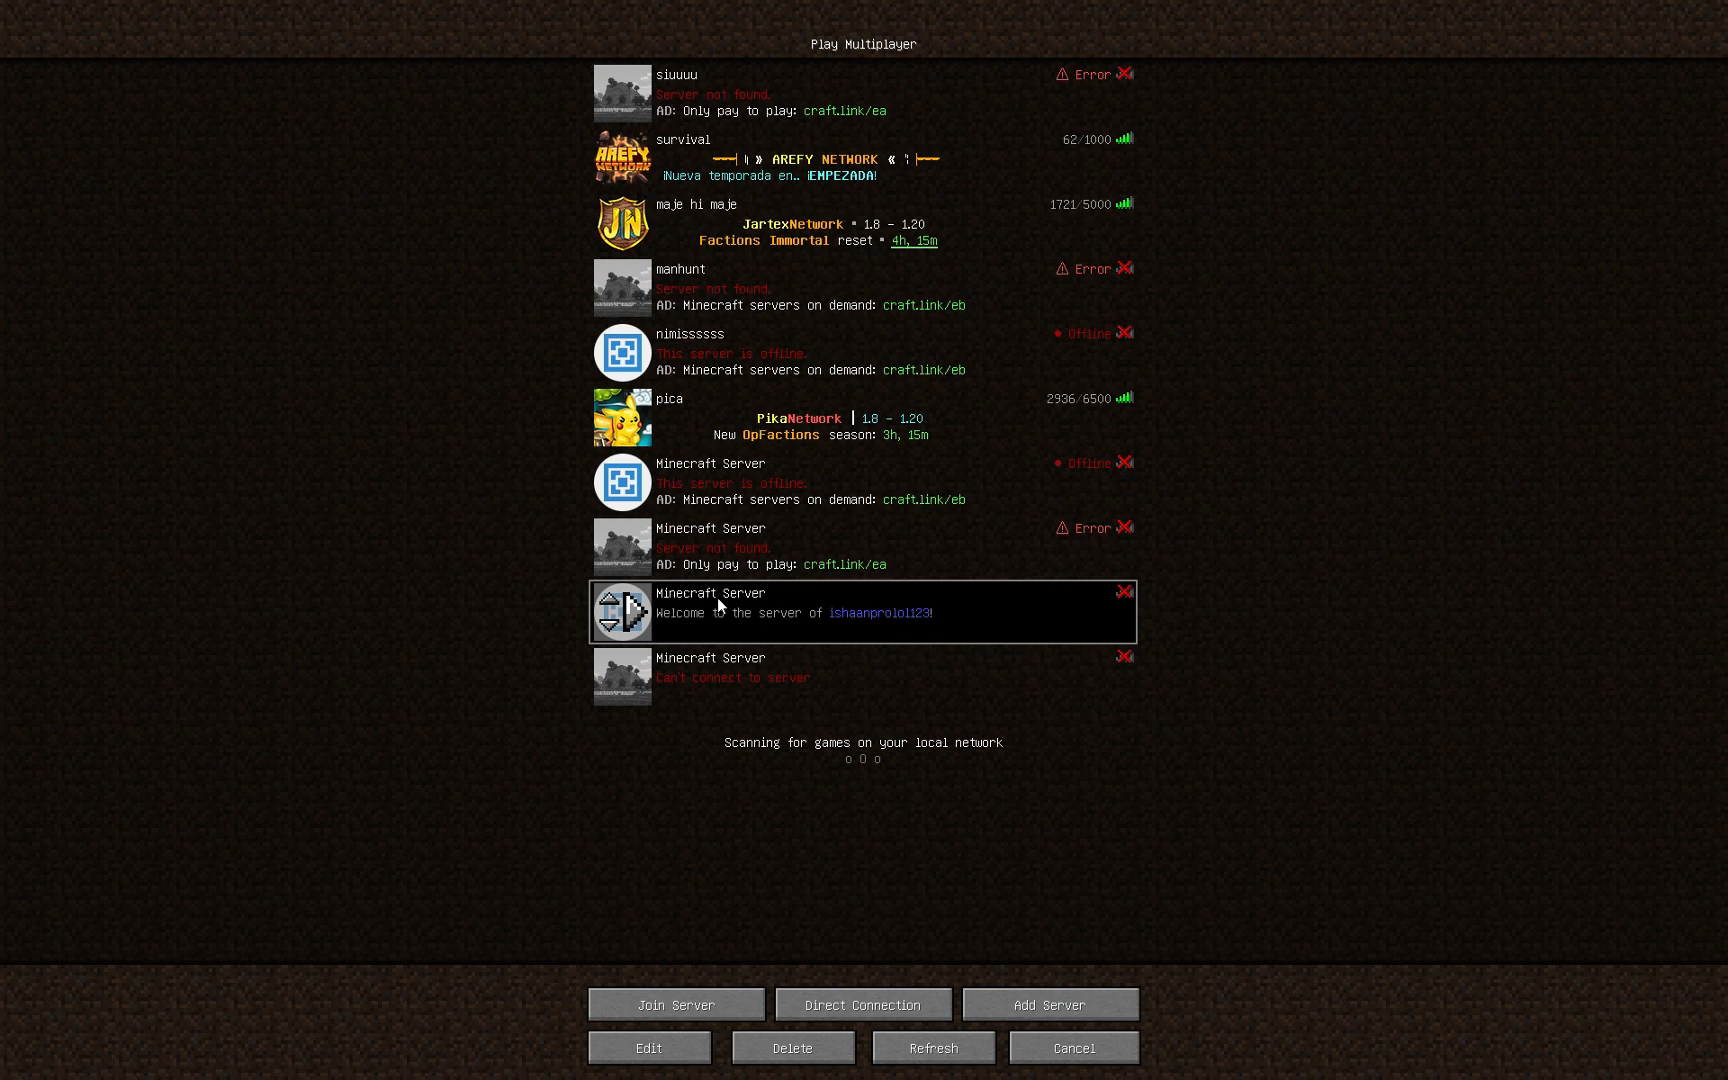 Play Multiplayer
siuuuu
Error
Server not found.
AD: Only pay to play: craft.link/ea
AREFY NETWORK
survival
62/1000
» AREFY NETWORK «
¡Nueva temporada en.. ¡EMPEZADA!
JN
maje hi maje
1721/5000
JartexNetwork • 1.8 - 1.20
Factions Immortal reset • 4h, 15m
manhunt
Error
Server not found.
AD: Minecraft servers on demand: craft.link/eb
nimissssss
• Offline
This server is offline.
AD: Minecraft servers on demand: craft.link/eb
pica
2936/6500
PikaNetwork | 1.8 - 1.20
New OpFactions season: 3h, 15m
Minecraft Server
• Offline
This server is offline.
AD: Minecraft servers on demand: craft.link/eb
Minecraft Server
Error
Server not found.
AD: Only pay to play: craft.link/ea
Minecraft Server
Welcome to the server of ishaanprolol123!
Minecraft Server
Can't connect to server
Scanning for games on your local network
o O o
Join Server
Direct Connection
Add Server
Edit
Delete
Refresh
Cancel